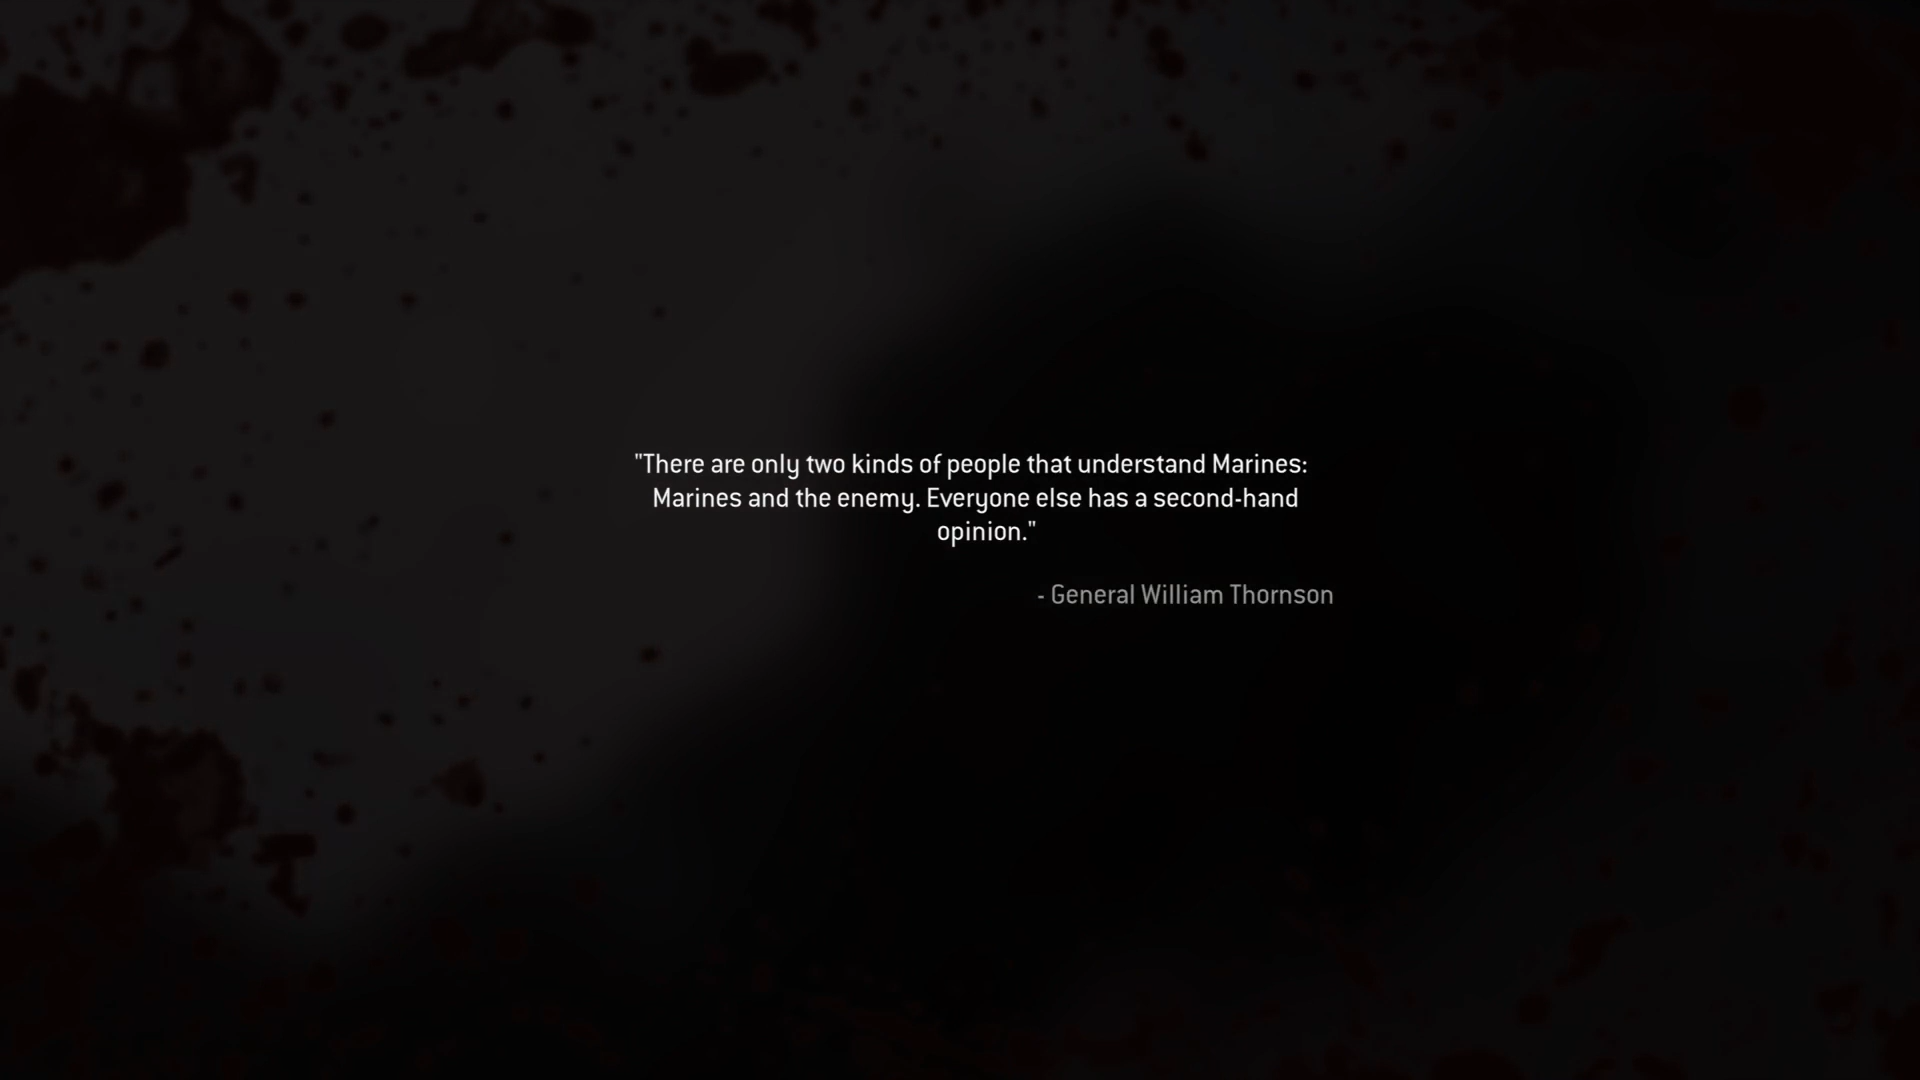 "There are only two kinds of people that understand Marines:
Marines and the enemy. Everyone else has a second-hand
opinion."
- General William Thornson